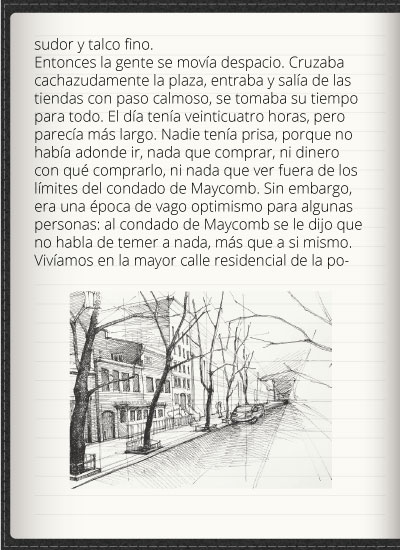 sudor y talco fino.
Entonces la gente se movía despacio. Cruzaba
cachazudamente la plaza, entraba y salía de las
tiendas con paso calmoso, se tomaba su tiempo
para todo. El día tenía veinticuatro horas, pero
parecía más largo. Nadie tenía prisa, porque no
había adonde ir, nada que comprar, ni dinero
con qué comprarlo, ni nada que ver fuera de los
límites del condado de Maycomb. Sin embargo,
era una época de vago optimismo para algunas
personas: al condado de Maycomb se le dijo que
no habla de temer a nada, más que a si mismo.
Vivíamos en la mayor calle residencial de la po-